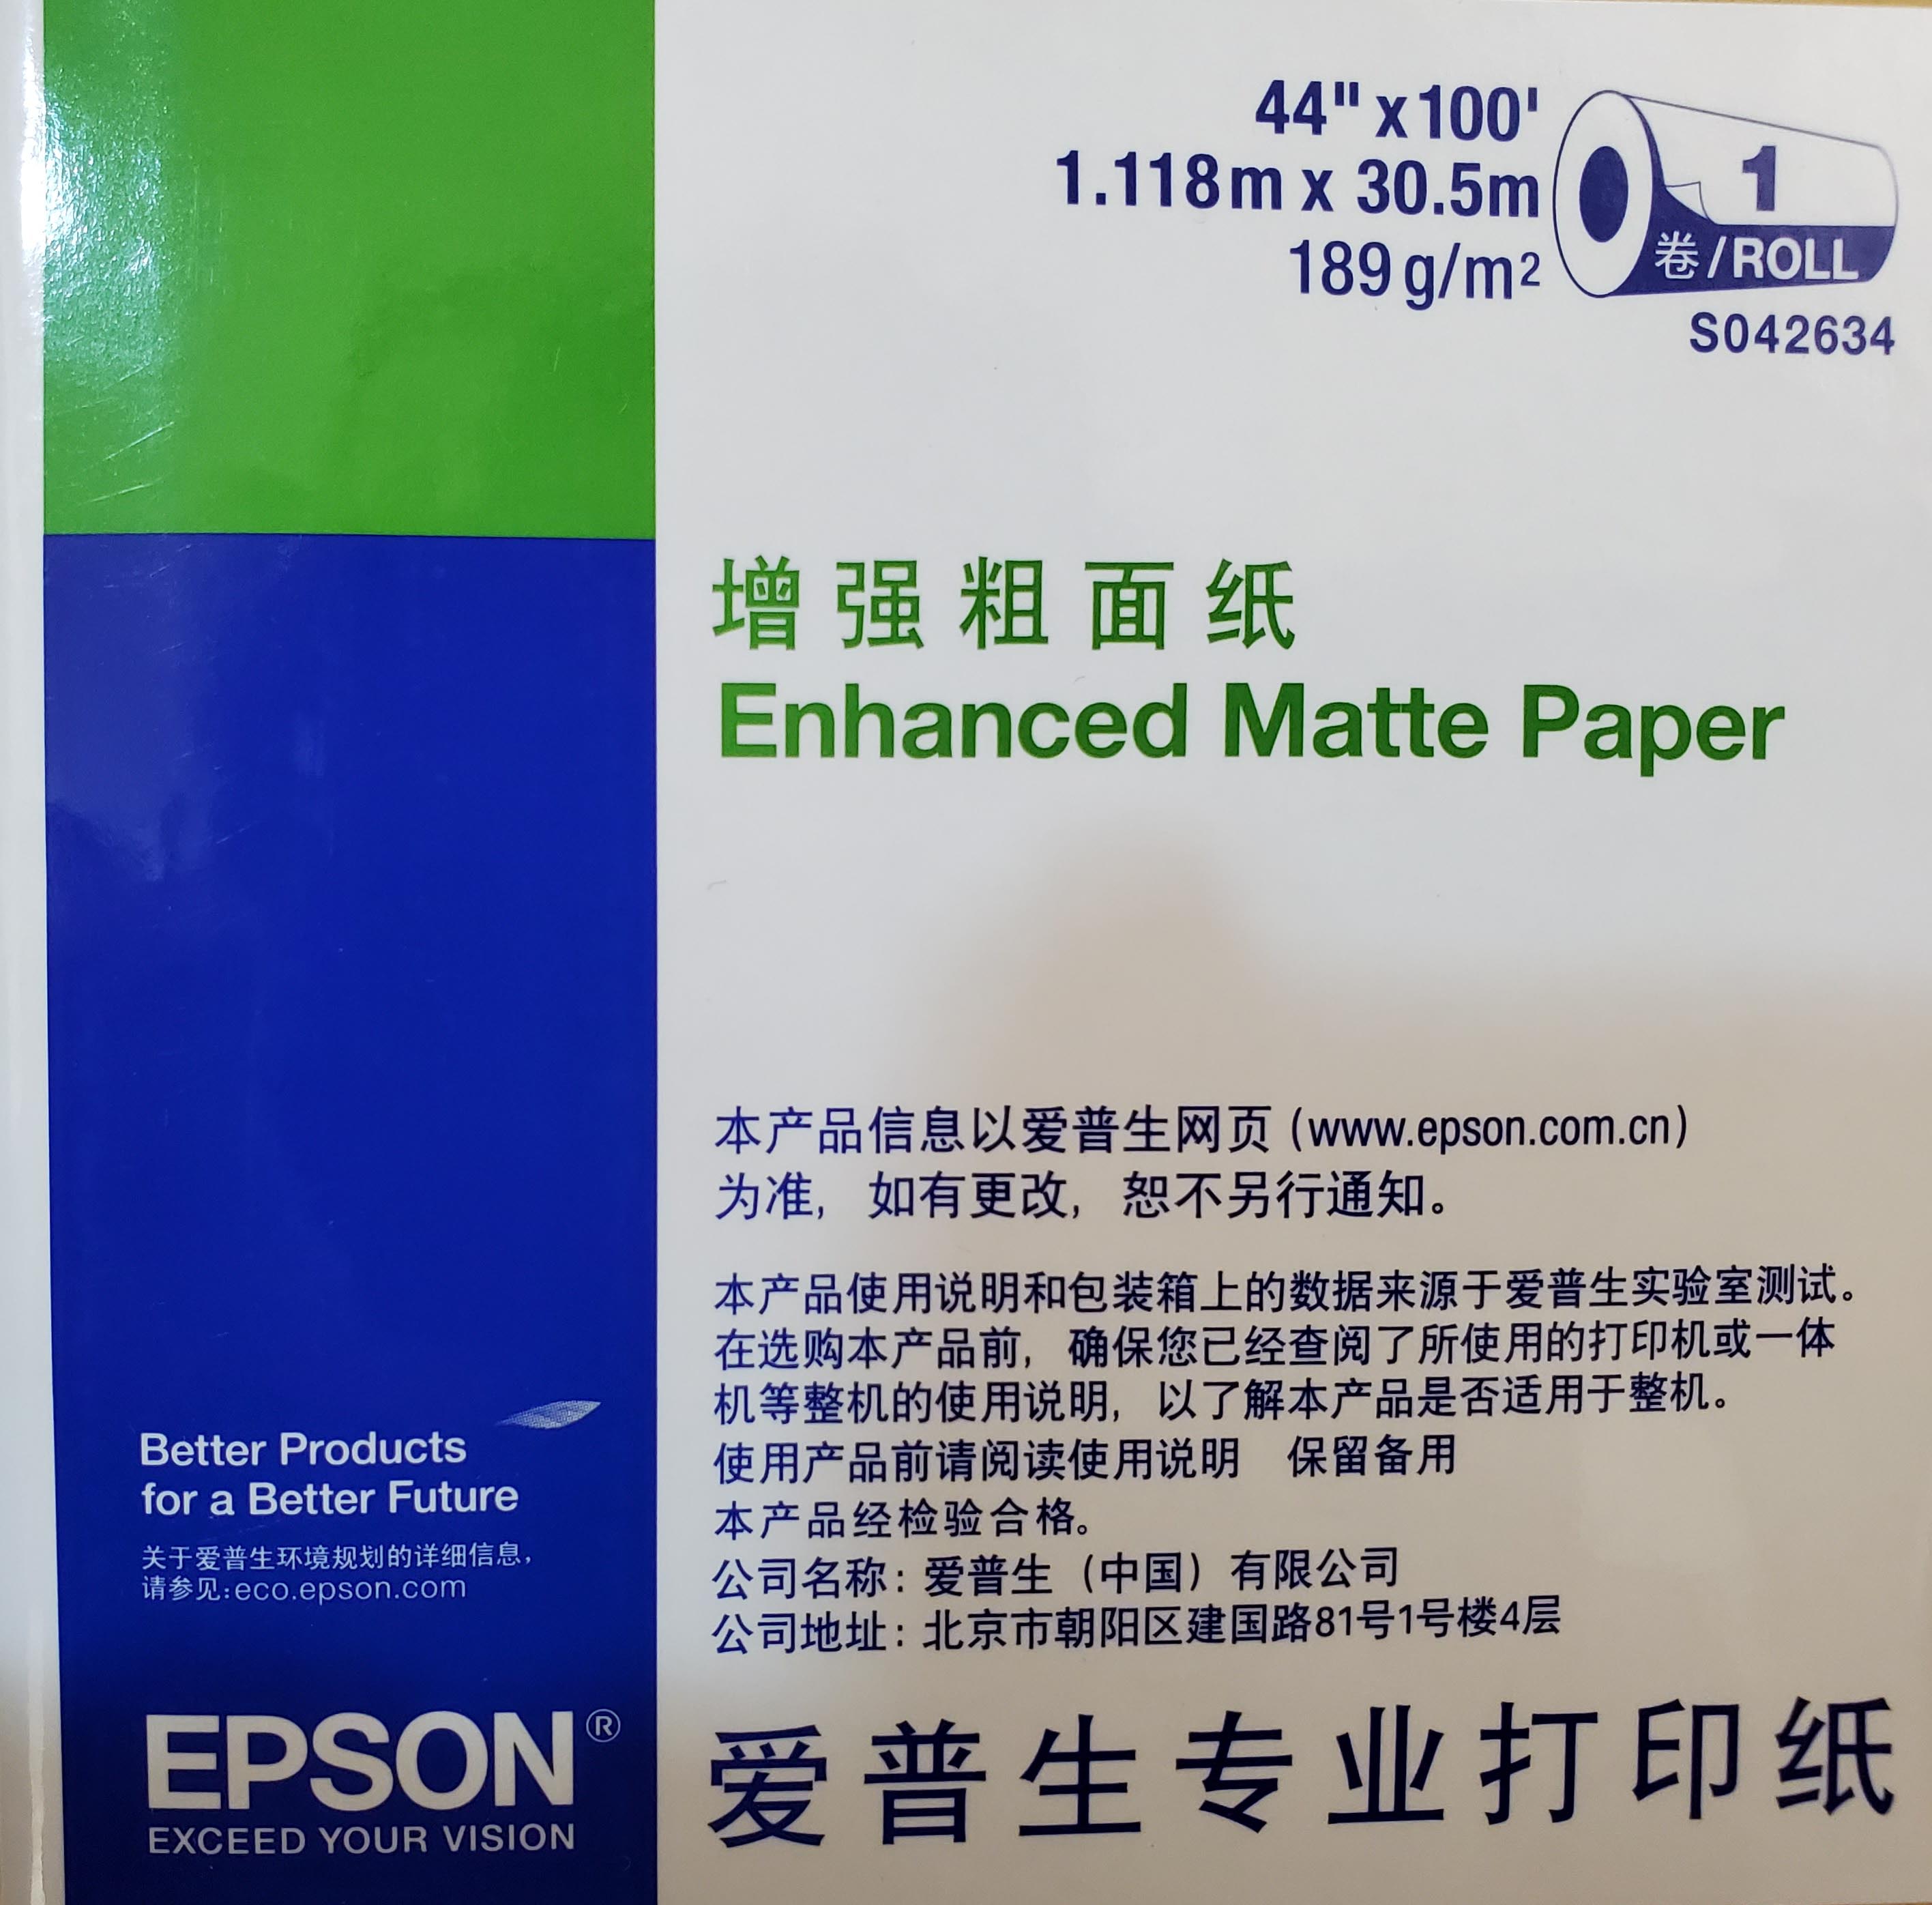 44" x 100'
1.118m x 30.5m
189 g/m2
1
卷/ROLL
S042634
增强粗面纸
Enhanced Matte Paper
本产品信息以爱普生网页(www.epson.com.cn)
为准，如有更改，恕不另行通知。
本产品使用说明和包装箱上的数据来源于爱普生实验室测试。
在选购本产品前，确保您已经查阅了所使用的打印机或一体
机等整机的使用说明，以了解本产品是否适用于整机。
使用产品前请阅读使用说明 保留备用
本产品经检验合格。
公司名称：爱普生（中国）有限公司
公司地址：北京市朝阳区建国路81号1号楼4层
Better Products
for a Better Future
关于爱普生环境规划的详细信息，
请参见:eco.epson.com
EPSON®
EXCEED YOUR VISION
爱普生专业打印纸